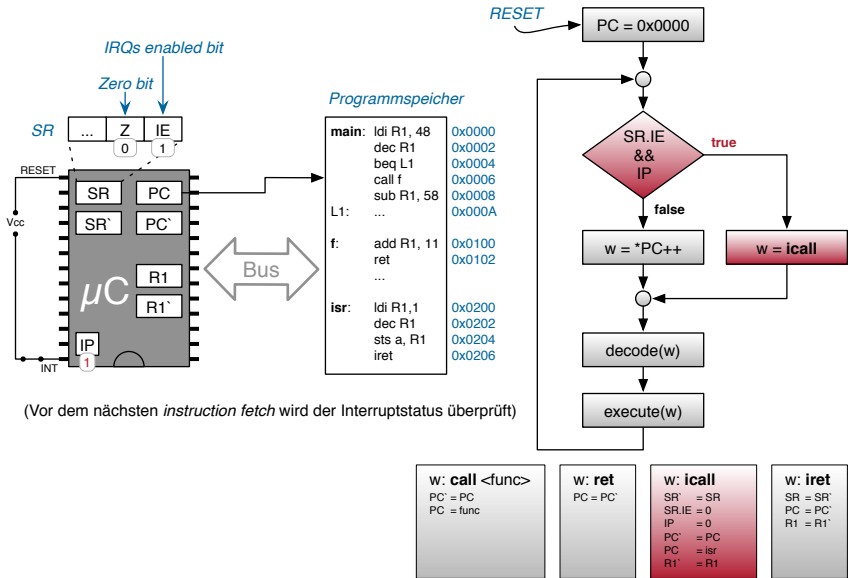 IRQs enabled bit
Zero bit
SR
... Z IE
0 1
RESET
Vcc
SR PC
SR` PC`
µC
R1
R1`
IP
1
INT
Bus
Programmspeicher
main: ldi R1, 48 0x0000
dec R1 0x0002
beq L1 0x0004
call f 0x0006
sub R1, 58 0x0008
L1: ... 0x000A
f: add R1, 11 0x0100
ret 0x0102
...
isr: ldi R1,1 0x0200
dec R1 0x0202
sts a, R1 0x0204
iret 0x0206
(Vor dem nächsten instruction fetch wird der Interruptstatus überprüft)
RESET
PC = 0x0000
SR.IE
&&
IP
true
false
w = *PC++
w = icall
decode(w)
execute(w)
w: call <func>
PC` = PC
PC = func
w: ret
PC = PC`
w: icall
SR` = SR
SR.IE = 0
IP = 0
PC` = PC
PC = isr
R1` = R1
w: iret
SR = SR`
PC = PC`
R1 = R1`